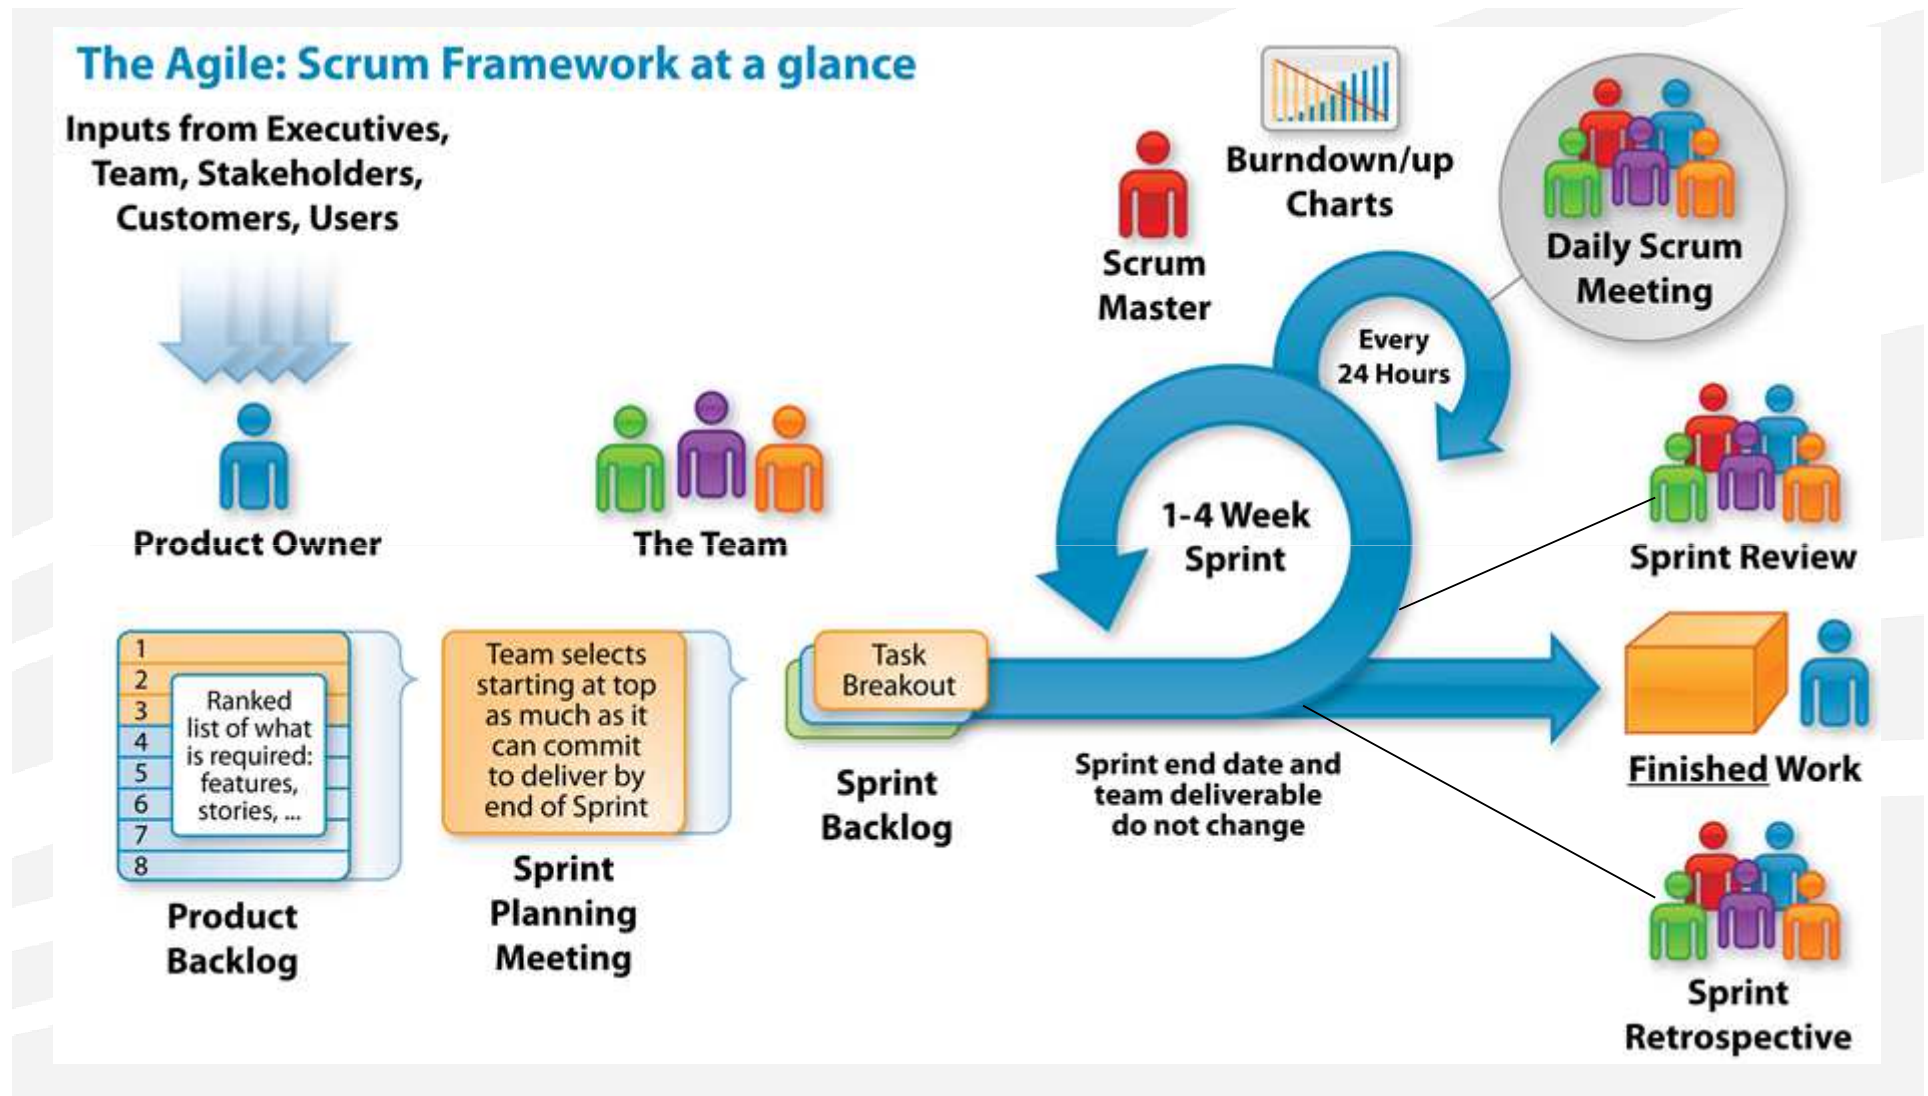 The Agile: Scrum Framework at a glance
Inputs from Executives,
Team, Stakeholders,
Customers, Users
Product Owner
The Team
Scrum
Master
Burndown/up
Charts
Daily Scrum
Meeting
Every
24 Hours
1-4 Week
Sprint
Sprint Review
1
2
3
4
5
6
7
8
Ranked
list of what
is required:
features,
stories, ...
Product
Backlog
Team selects
starting at top
as much as it
can commit
to deliver by
end of Sprint
Sprint
Planning
Meeting
Task
Breakout
Sprint
Backlog
Sprint end date and
team deliverable
do not change
Finished Work
Sprint
Retrospective